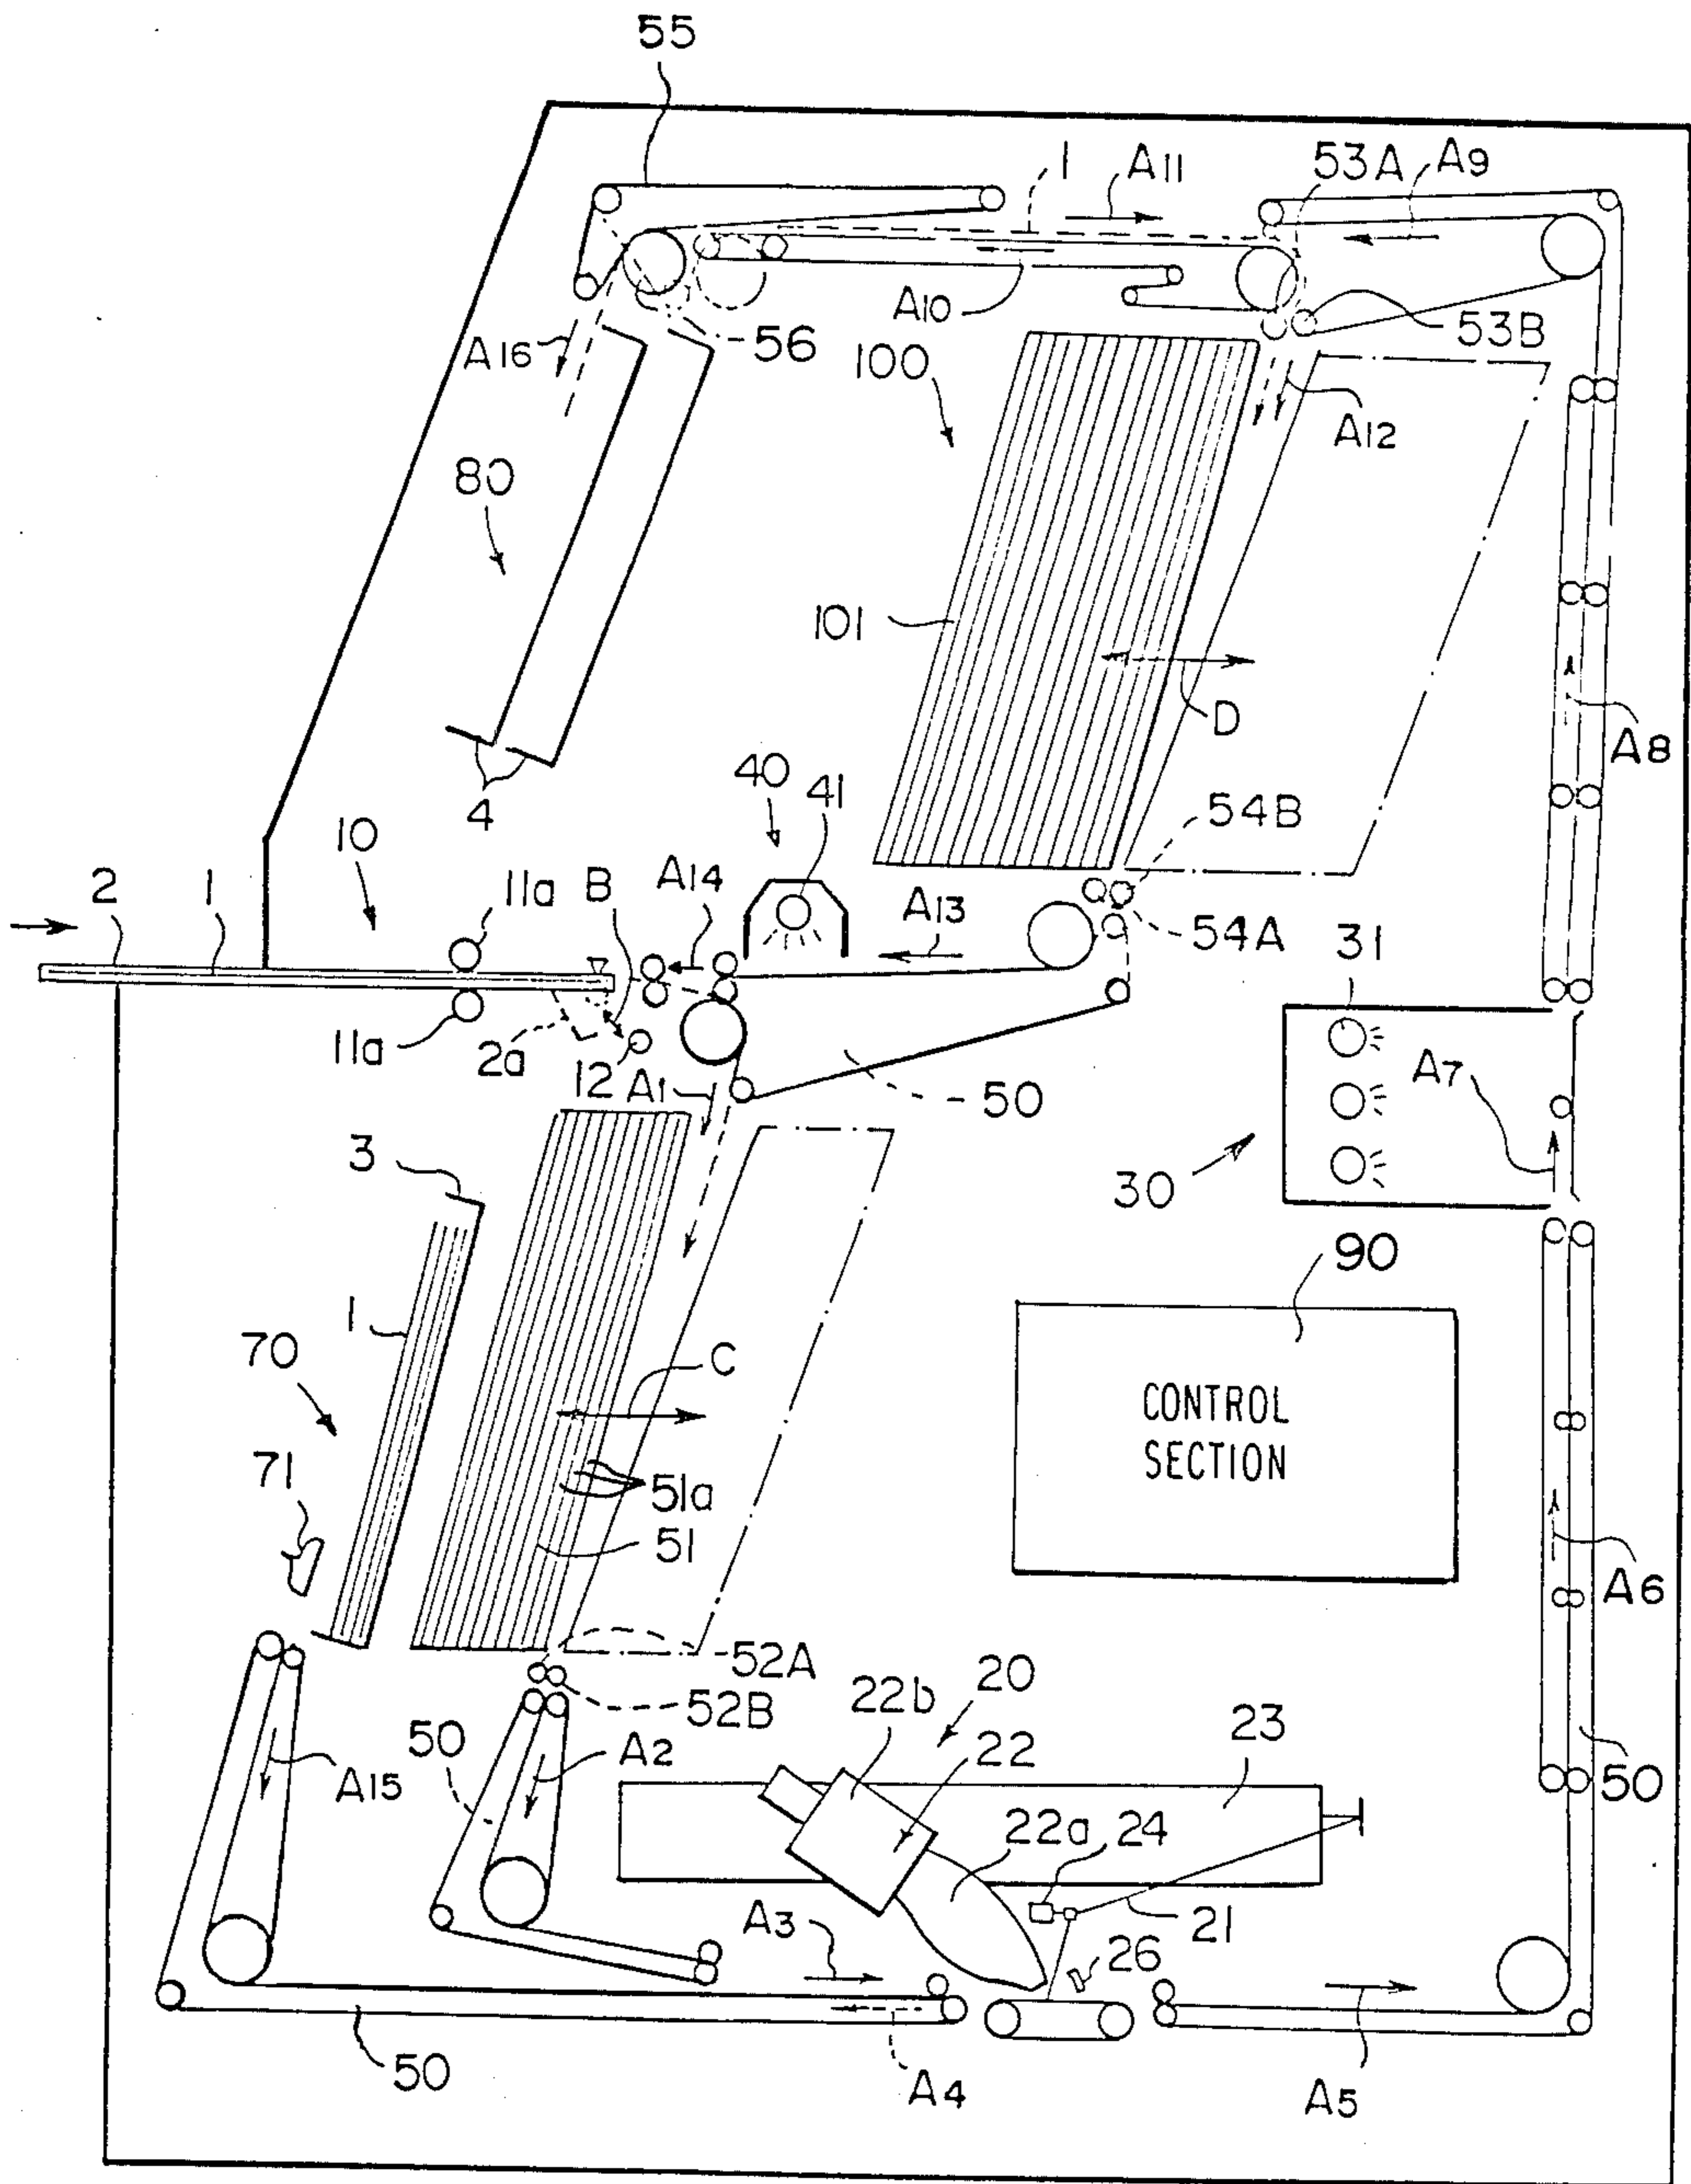 55
1
A11
53A
A9
A10
53B
A16
56
100
A12
80
101
D
A8
4
40
41
54B
10
2
1
11a
B
A14
A13
54A
31
11a
2a
12
A1
50
A7
3
30
90
1
70
C
CONTROL
SECTION
71
51a
51
A6
52A
20
22b
52B
22
23
50
A2
A15
50
22a
24
A3
21
26
50
A4
A5